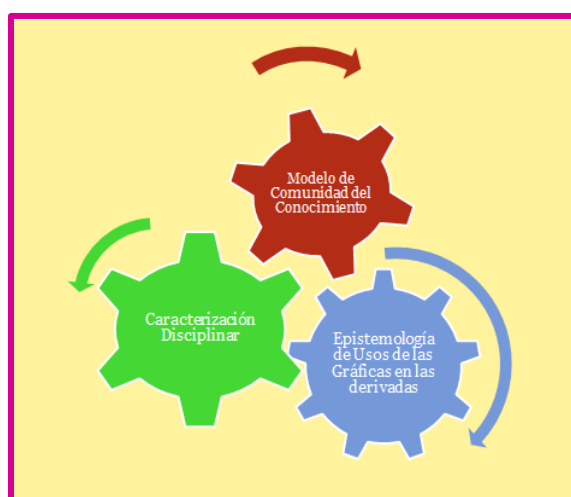 Modelo de
Comunidad del
Conocimiento
Caracterización
Disciplinar
Epistemología
de Usos de las
Gráficas en las
derivadas